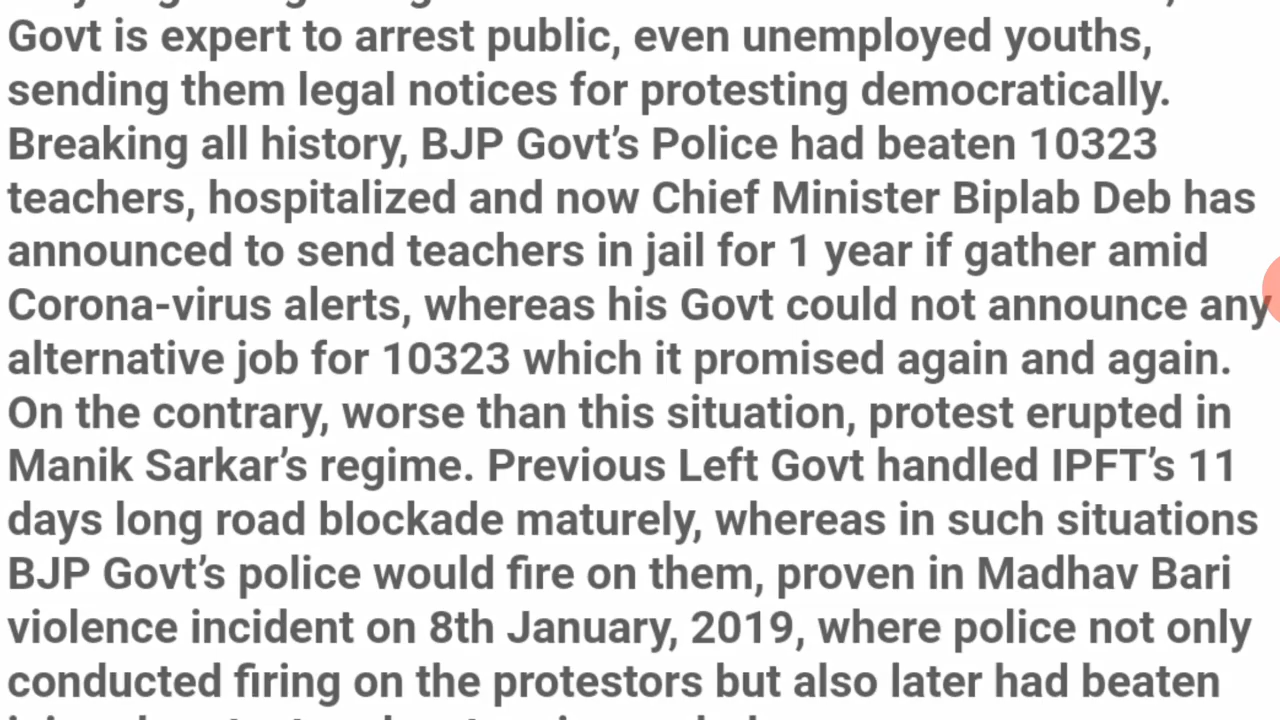 Govt is expert to arrest public, even unemployed youths,
sending them legal notices for protesting democratically.
Breaking all history, BJP Govt’s Police had beaten 10323
teachers, hospitalized and now Chief Minister Biplab Deb has
announced to send teachers in jail for 1 year if gather amid
Corona-virus alerts, whereas his Govt could not announce any
alternative job for 10323 which it promised again and again.
On the contrary, worse than this situation, protest erupted in
Manik Sarkar’s regime. Previous Left Govt handled IPFT’s 11
days long road blockade maturely, whereas in such situations
BJP Govt’s police would fire on them, proven in Madhav Bari
violence incident on 8th January, 2019, where police not only
conducted firing on the protestors but also later had beaten